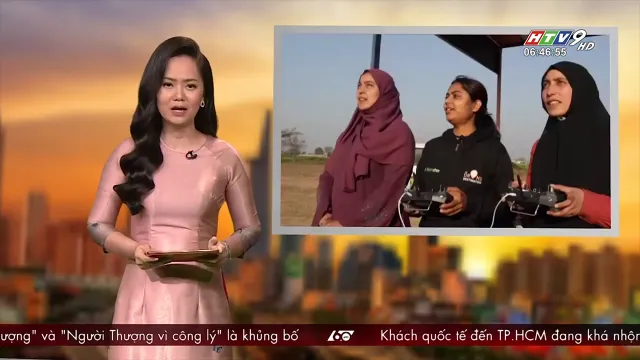 HTV9 HD
06:46:55
ượng" và "Người Thượng vì công lý" là khủng bố
60
Khách quốc tế đến TP.HCM đang khá nhộn